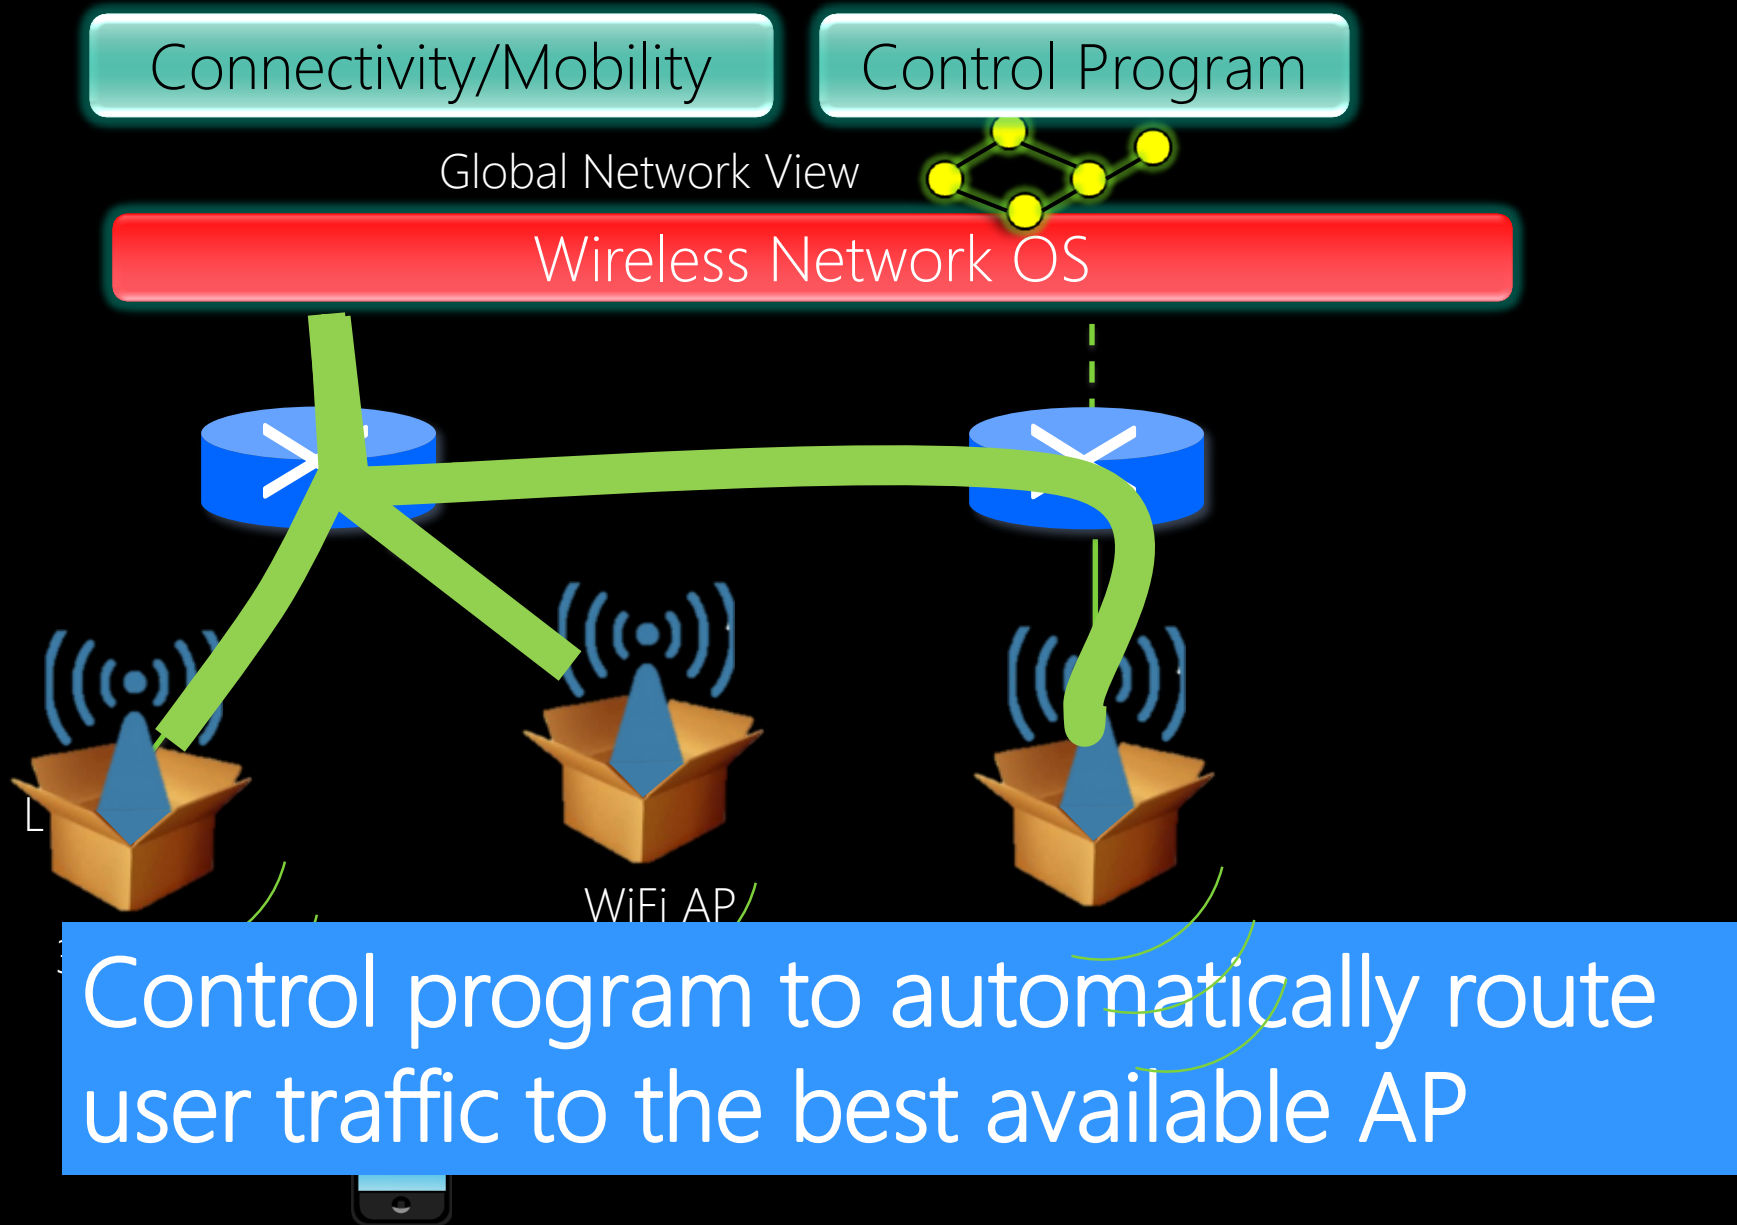 Connectivity/Mobility
Control Program
Global Network View
Wireless Network OS
L
WiFi AP
Control program to automatically route
user traffic to the best available AP